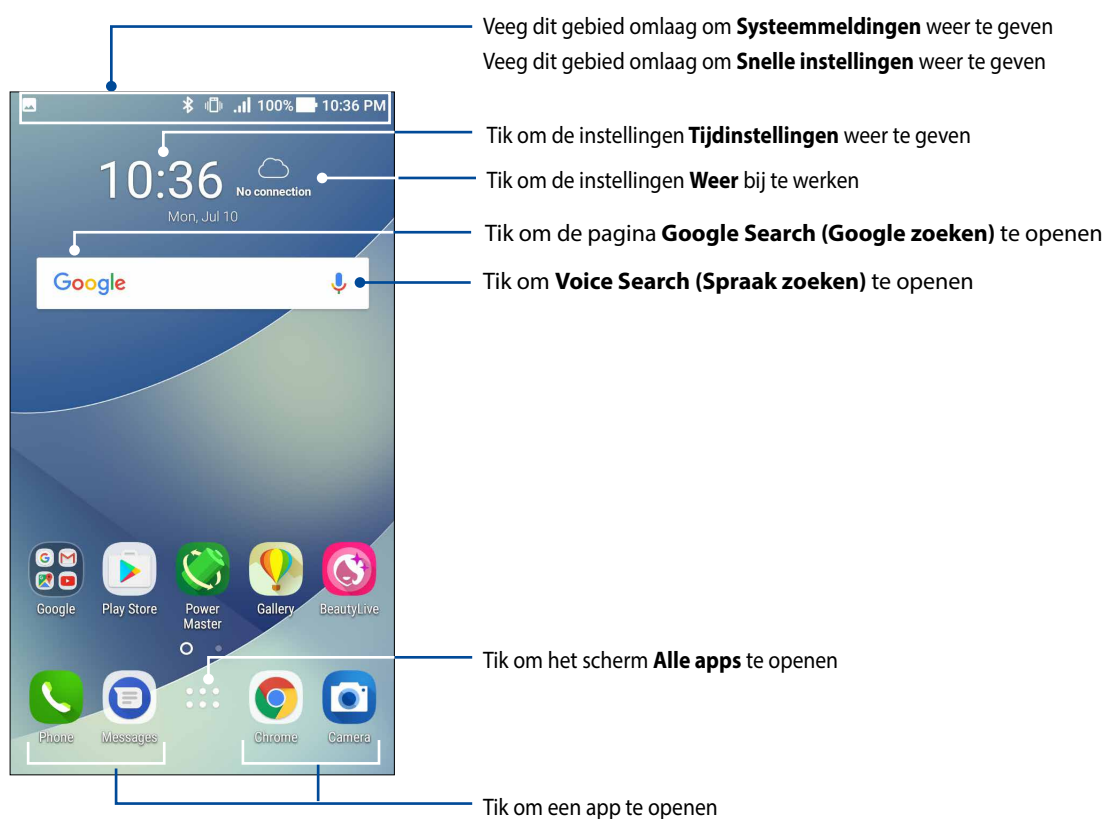 Veeg dit gebied omlaag om Systeemmeldingen weer te geven
Veeg dit gebied omlaag om Snelle instellingen weer te geven
100% 10:36 PM
Tik om de instellingen Tijdinstellingen weer te geven
10:36
No connection
Tik om de instellingen Weer bij te werken
Mon, Jul 10
Tik om de pagina Google Search (Google zoeken) te openen
Google
Tik om Voice Search (Spraak zoeken) te openen
Google Play Store Power Master Gallery BeautyLive
Tik om het scherm Alle apps te openen
Phone Messages Chrome Camera
Tik om een app te openen